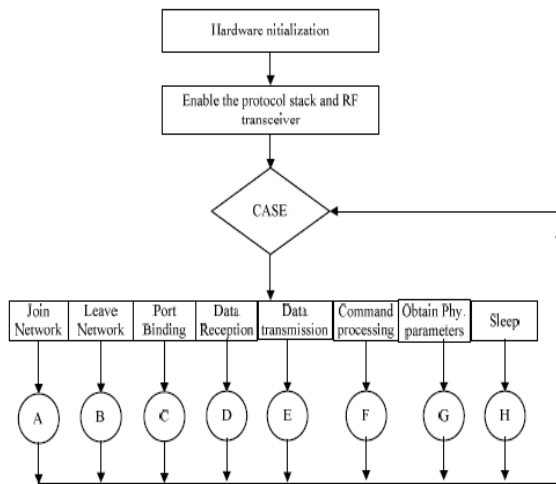 Hardware nitialization
Enable the protocol stack and RF
transceiver
CASE
Join
Network
Leave
Network
Port
Binding
Data
Reception
Data
transmission
Command
processing
Obtain Phy.
parameters
Sleep
A
B
C
D
E
F
G
H